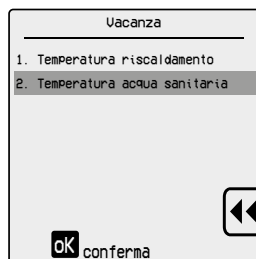 Vacanza
1. Temperatura riscaldamento
2. Temperatura acqua sanitaria
oK conferma